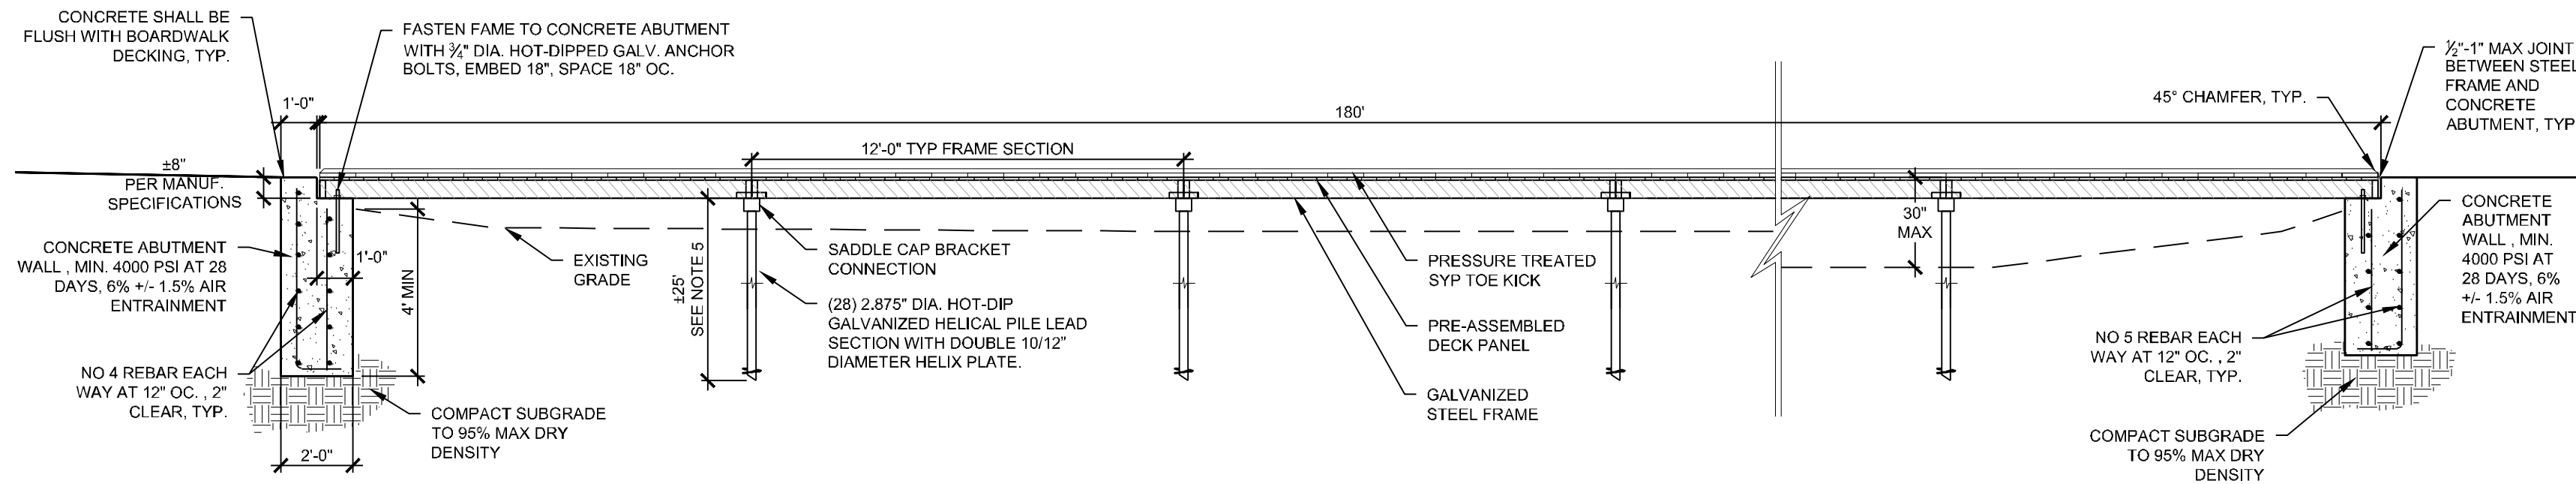 CONCRETE SHALL BE
FLUSH WITH BOARDWALK
DECKING, TYP.
FASTEN FAME TO CONCRETE ABUTMENT
WITH ¾" DIA. HOT-DIPPED GALV. ANCHOR
BOLTS, EMBED 18", SPACE 18" OC.
1'-0"
180'
45° CHAMFER, TYP.
½"-1" MAX JOINT
BETWEEN STEEL
FRAME AND
CONCRETE
ABUTMENT, TYP
12'-0" TYP FRAME SECTION
±8"
PER MANUF.
SPECIFICATIONS
CONCRETE ABUTMENT
WALL , MIN. 4000 PSI AT 28
DAYS, 6% +/- 1.5% AIR
ENTRAINMENT
NO 4 REBAR EACH
WAY AT 12" OC. , 2"
CLEAR, TYP.
1'-0"
4' MIN
2'-0"
COMPACT SUBGRADE
TO 95% MAX DRY
DENSITY
EXISTING
GRADE
±25'
SEE NOTE 5
SADDLE CAP BRACKET
CONNECTION
(28) 2.875" DIA. HOT-DIP
GALVANIZED HELICAL PILE LEAD
SECTION WITH DOUBLE 10/12"
DIAMETER HELIX PLATE.
PRESSURE TREATED
SYP TOE KICK
PRE-ASSEMBLED
DECK PANEL
GALVANIZED
STEEL FRAME
30"
MAX
CONCRETE
ABUTMENT
WALL , MIN.
4000 PSI AT
28 DAYS, 6%
+/- 1.5% AIR
ENTRAINMENT
NO 5 REBAR EACH
WAY AT 12" OC. , 2"
CLEAR, TYP.
COMPACT SUBGRADE
TO 95% MAX DRY
DENSITY